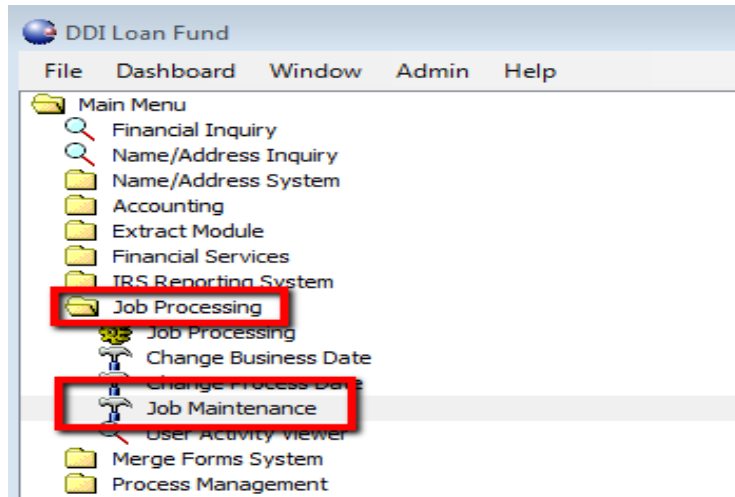 DDI Loan Fund
File Dashboard Window Admin Help
Main Menu
Financial Inquiry
Name/Address Inquiry
Name/Address System
Accounting
Extract Module
Financial Services
IRS Reporting System
Job Processing
Job Processing
Change Business Date
Change Process Date
Job Maintenance
User Activity Viewer
Merge Forms System
Process Management